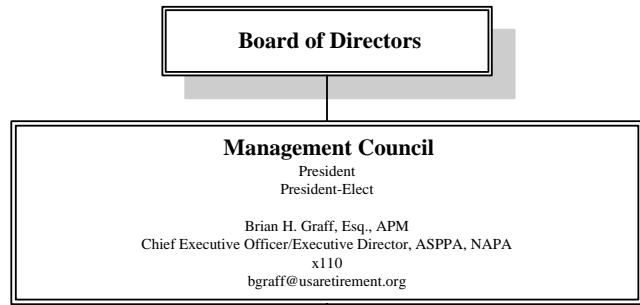 Board of Directors
Management Council
President
President-Elect
Brian H. Graff, Esq., APM
Chief Executive Officer/Executive Director, ASPPA, NAPA
x110
bgraff@usaretirement.org